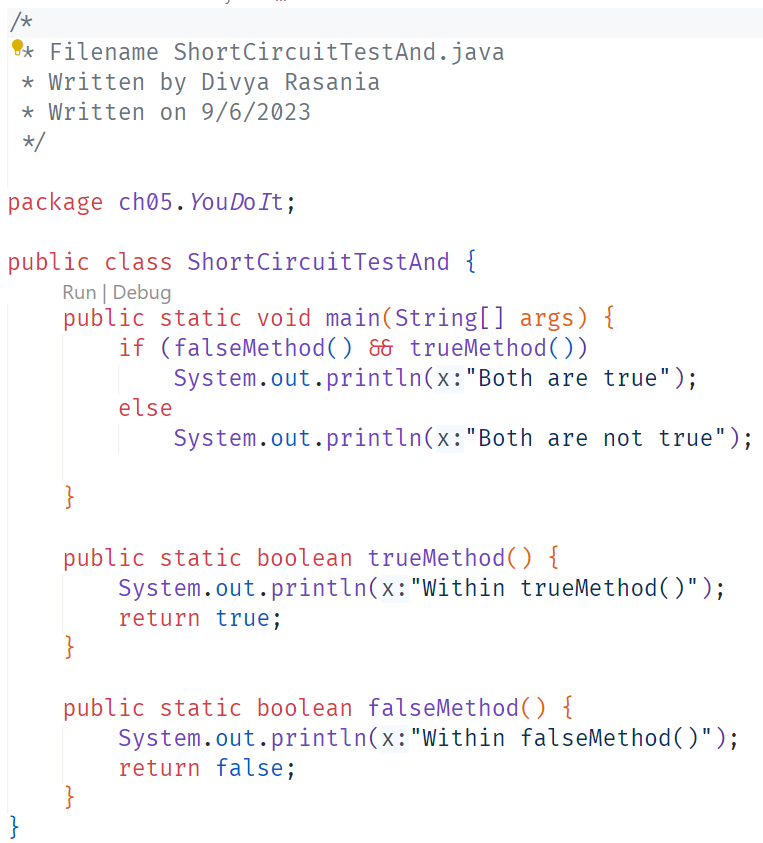 /*
 * Filename ShortCircuitTestAnd.java
 * Written by Divya Rasania
 * Written on 9/6/2023
 */
package ch05.YouDoIt;
public class ShortCircuitTestAnd {
Run | Debug
    public static void main(String[] args) {
        if (falseMethod() && trueMethod())
            System.out.println(x:"Both are true");
        else
            System.out.println(x:"Both are not true");
    }
    public static boolean trueMethod() {
        System.out.println(x:"Within trueMethod()");
        return true;
    }
    public static boolean falseMethod() {
        System.out.println(x:"Within falseMethod()");
        return false;
    }
}